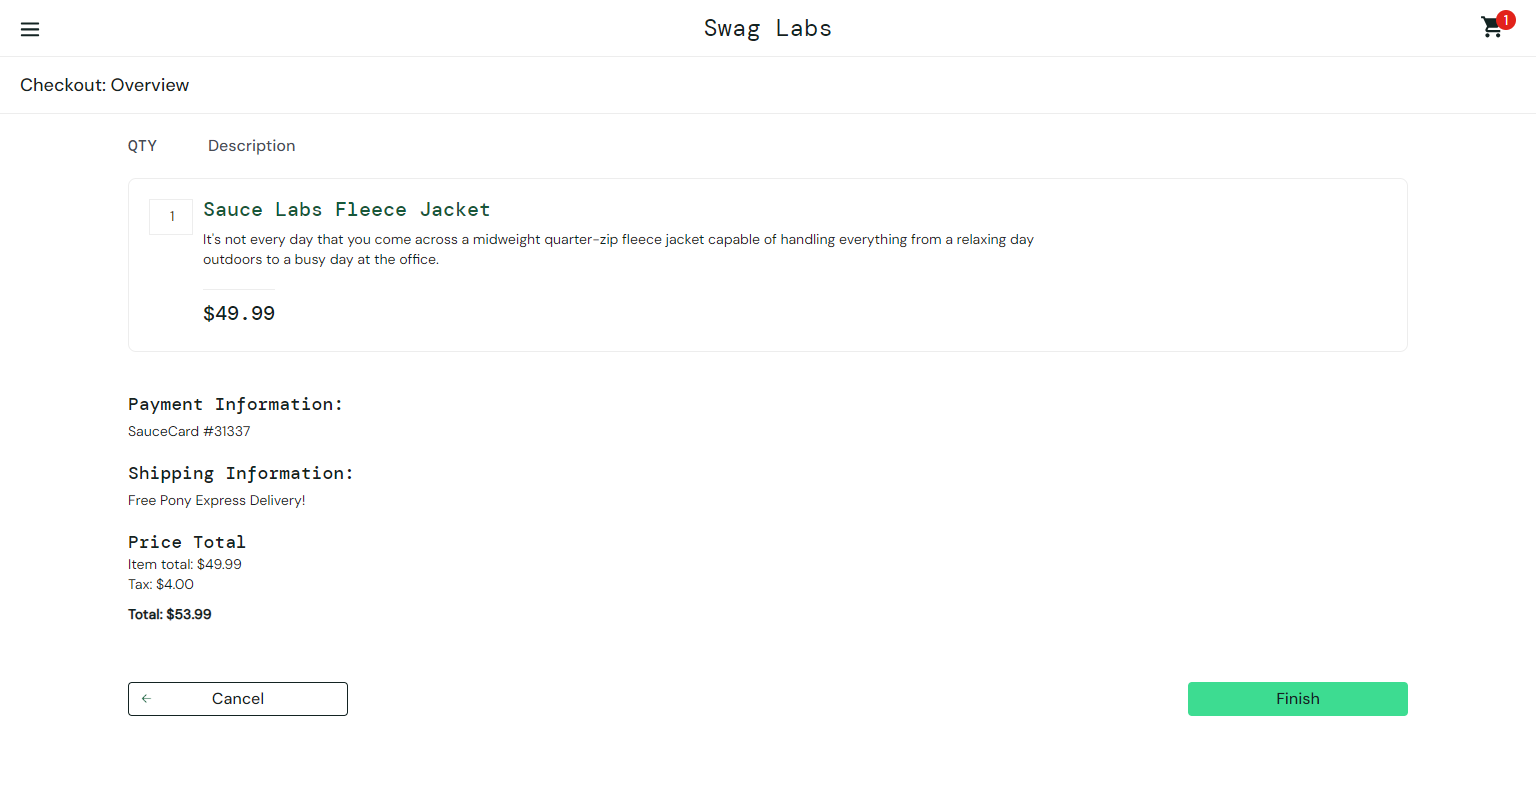 Swag Labs
1
Checkout: Overview
QTY Description
1
Sauce Labs Fleece Jacket
It's not every day that you come across a midweight quarter-zip fleece jacket capable of handling everything from a relaxing day
outdoors to a busy day at the office.
$49.99
Payment Information:
SauceCard #31337
Shipping Information:
Free Pony Express Delivery!
Price Total
Item total: $49.99
Tax: $4.00
Total: $53.99
Cancel
Finish